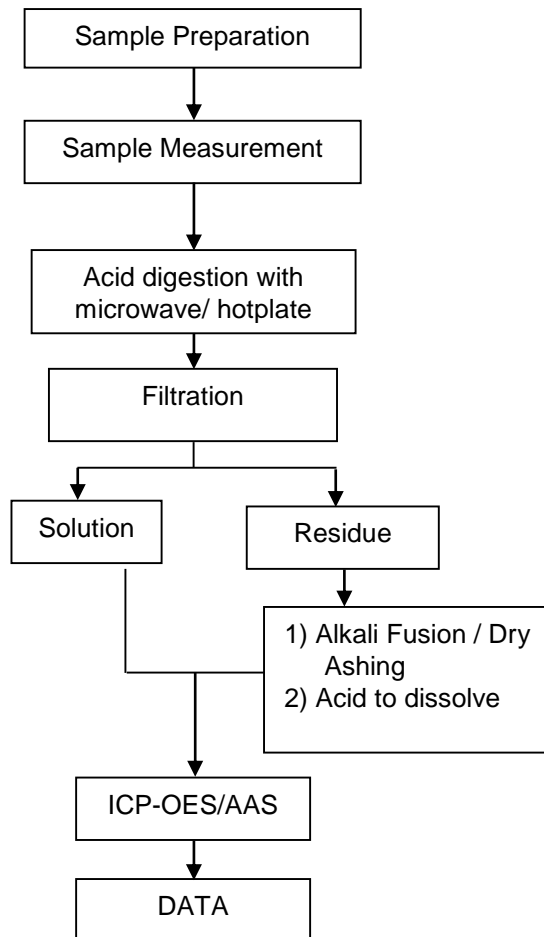 Sample Preparation
Sample Measurement
Acid digestion with
microwave/ hotplate
Filtration
Solution
Residue
1) Alkali Fusion / Dry
Ashing
2) Acid to dissolve
ICP-OES/AAS
DATA